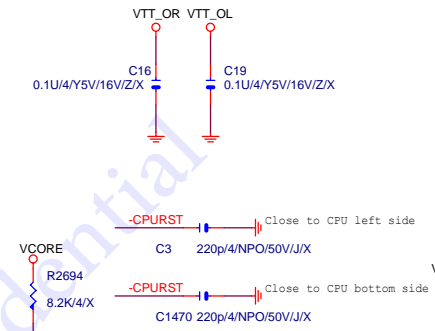 VTT_OR VTT_OL
C16
0.1U/4/Y5V/16V/Z/X
C19
0.1U/4/Y5V/16V/Z/X
-CPURST
Close to CPU left side
C3 220p/4/NPO/50V/J/X
VCORE
R2694
8.2K/4/X
-CPURST
Close to CPU bottom side
C1470 220p/4/NPO/50V/J/X
V
dential